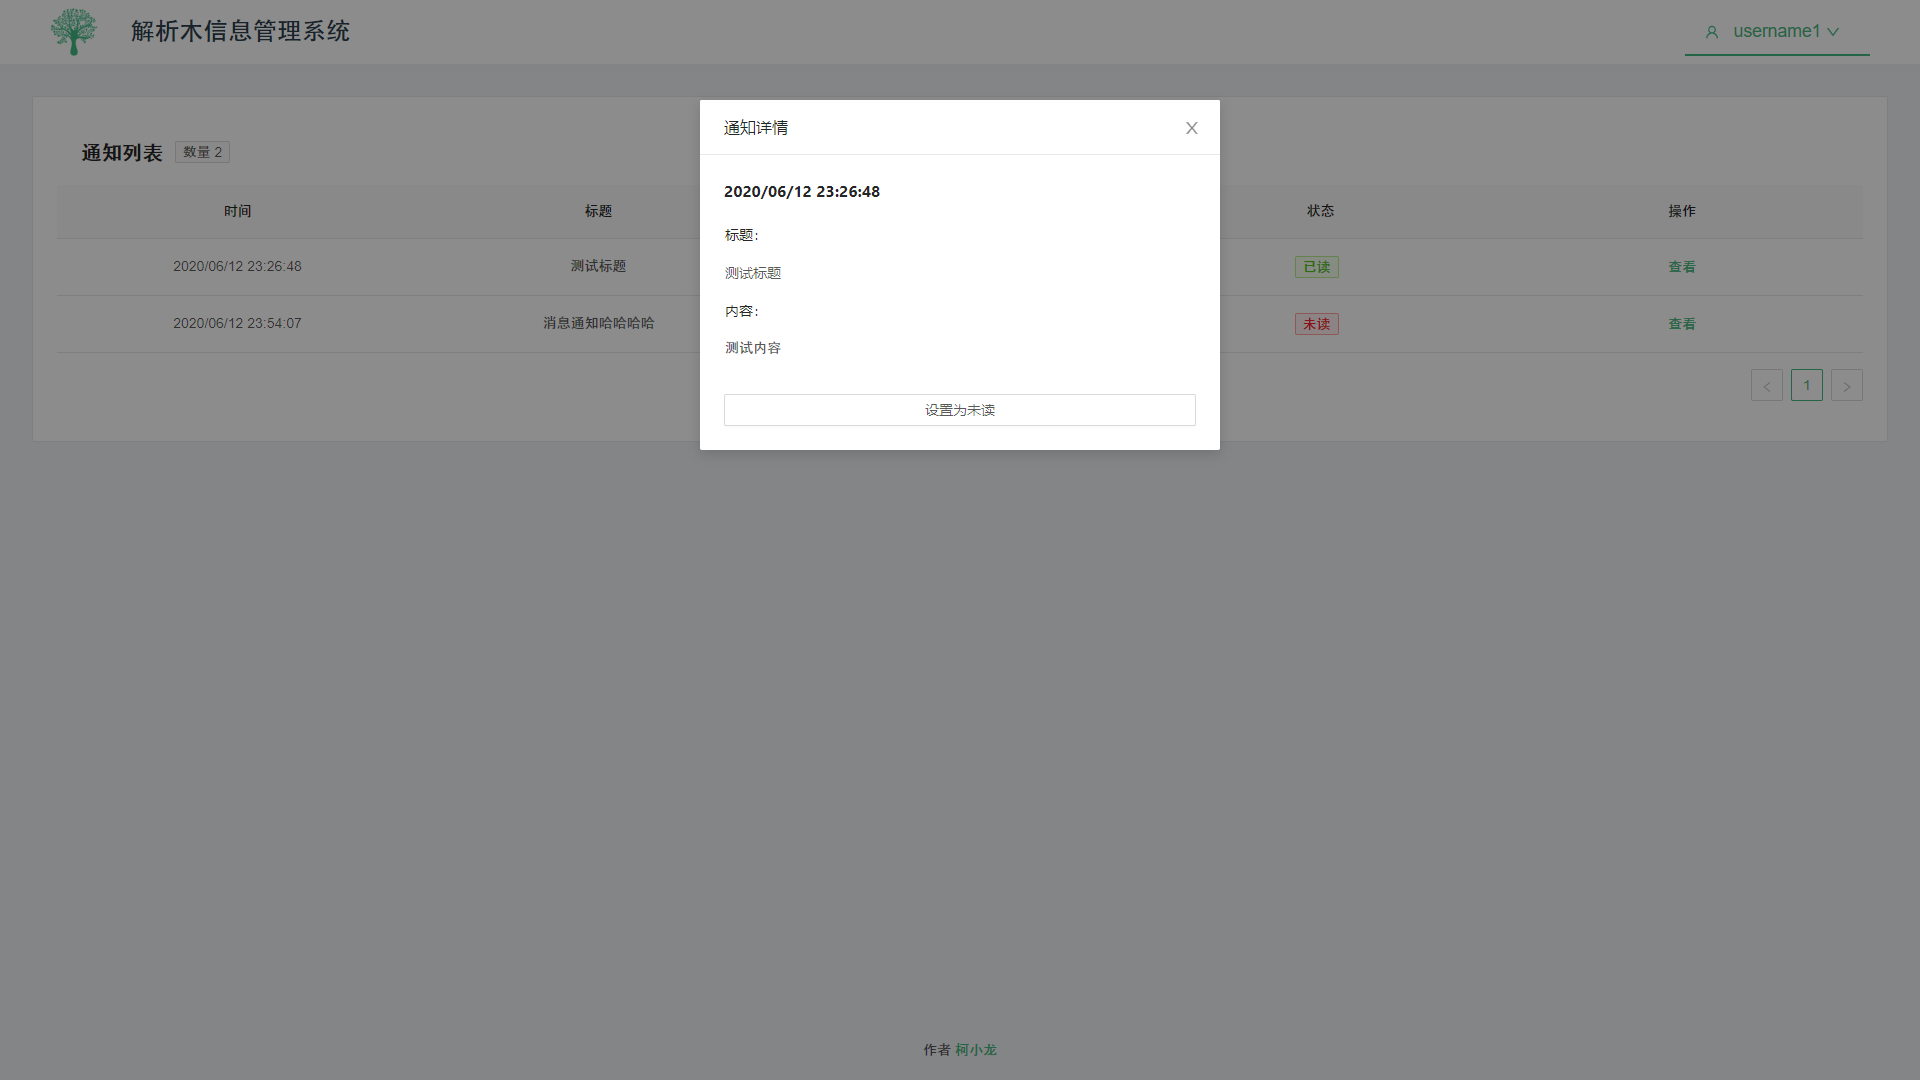 解析木信息管理系统
username1
通知列表 数量 2
时间 标题 状态 操作
2020/06/12 23:26:48 测试标题 已读 查看
2020/06/12 23:54:07 消息通知哈哈哈哈 未读 查看
< 1 >
通知详情 X
2020/06/12 23:26:48
标题:
测试标题
内容:
测试内容
设置为未读
作者 柯小龙